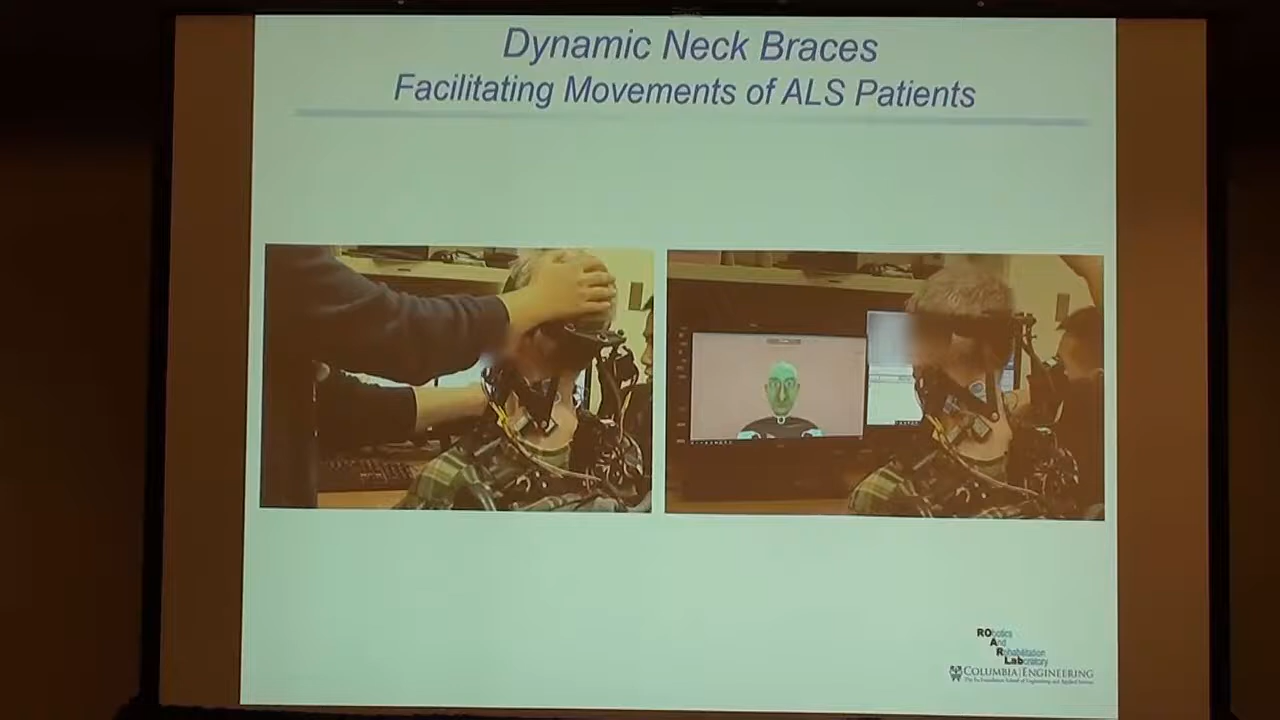 Dynamic Neck Braces
Facilitating Movements of ALS Patients
RObotics
And
Rehabilitation
Laboratory
COLUMBIA | ENGINEERING
The Fu Foundation School of Engineering and Applied Science